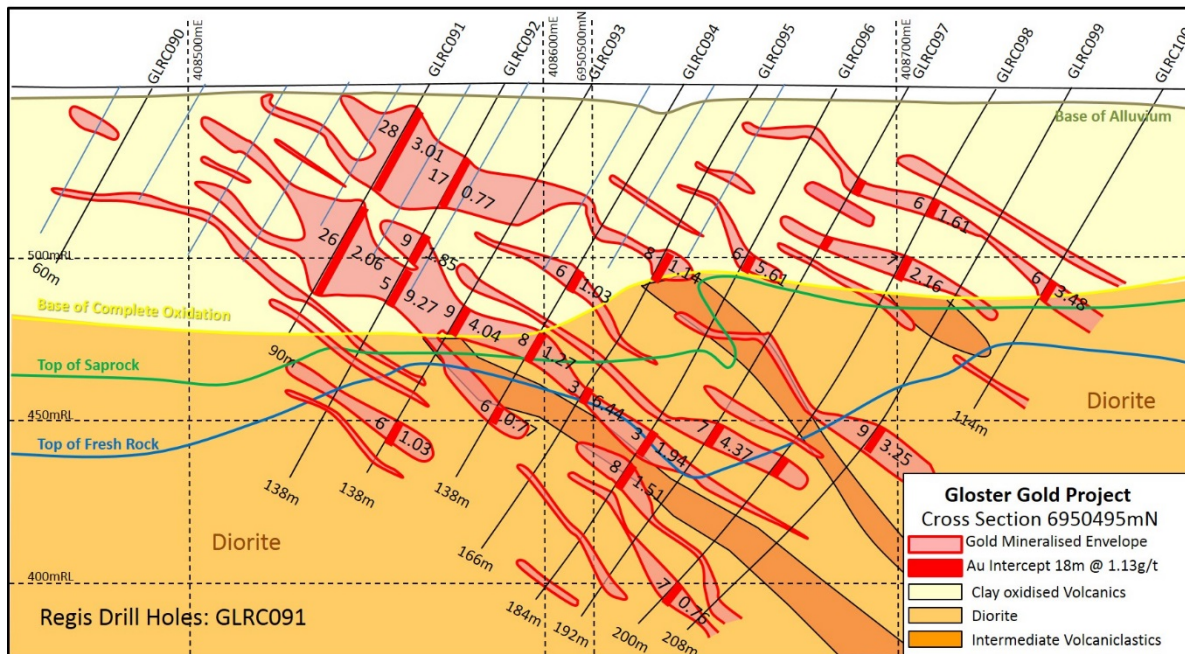 GLRC090
408500mE
GLRC091
GLRC092
408600mE
6950500mN
GLRC093
GLRC094
GLRC095
GLRC096
408700mE
GLRC097
GLRC098
GLRC099
GLRC100
Base of Alluvium
28 3.01
17 0.77
26 2.06
9 1.85
5 9.27
9 4.04
8 1.27
6 1.03
8 1.14
6 5.61
6 1.61
7 2.16
6 3.48
500mRL
60m
Base of Complete Oxidation
Top of Saprock
90m
450mRL
Top of Fresh Rock
6 1.03
6 0.77
3 6.44
3 1.94
8 1.51
7 4.37
9 3.25
7 0.76
114m
Diorite
138m
138m
138m
166m
184m
192m
200m
208m
Diorite
400mRL
Regis Drill Holes: GLRC091
Gloster Gold Project
Cross Section 6950495mN
Gold Mineralised Envelope
Au Intercept 18m @ 1.13g/t
Clay oxidised Volcanics
Diorite
Intermediate Volcaniclastics